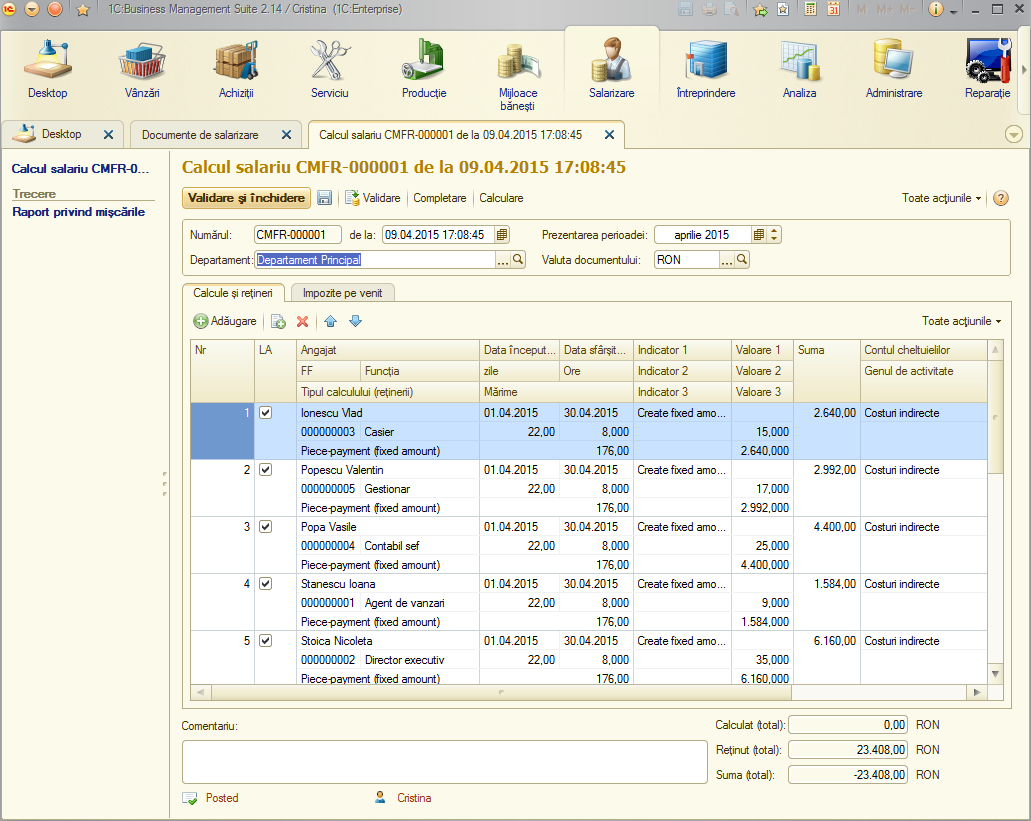 1C:Business Management Suite 2.14 / Cristina (1C:Enterprise)
M M+ M-
Desktop Vânzări Achiziții Serviciu Producție Mijloace bănești Salarizare Întreprindere Analiza Administrare Reparație
Desktop Documente de salarizare Calcul salariu CMFR-000001 de la 09.04.2015 17:08:45
Calcul salariu CMFR-0...
Trecere
Raport privind mișcările
Calcul salariu CMFR-000001 de la 09.04.2015 17:08:45
Validare și închidere Validare Completare Calculare Toate acțiunile
Numărul: CMFR-000001 de la: 09.04.2015 17:08:45 Prezentarea perioadei: aprilie 2015
Departament: Departament Principal ... Valuta documentului: RON ...
Calcule și rețineri Impozite pe venit
Adăugare Toate acțiunile
Nr LA Angajat Data început... Data sfârșit... Indicator 1 Valoare 1 Suma Contul cheltuielilor
FF Funcția zile Ore Indicator 2 Valoare 2 Genul de activitate
Tipul calculului (reținerii) Mărime Indicator 3 Valoare 3
1 Ionescu Vlad 01.04.2015 30.04.2015 Create fixed amo... 2.640,00 Costuri indirecte
000000003 Casier 22,00 8,000 15,000
Piece-payment (fixed amount) 176,00 2.640,000
2 Popescu Valentin 01.04.2015 30.04.2015 Create fixed amo... 2.992,00 Costuri indirecte
000000005 Gestionar 22,00 8,000 17,000
Piece-payment (fixed amount) 176,00 2.992,000
3 Popa Vasile 01.04.2015 30.04.2015 Create fixed amo... 4.400,00 Costuri indirecte
000000004 Contabil sef 22,00 8,000 25,000
Piece-payment (fixed amount) 176,00 4.400,000
4 Stanescu Ioana 01.04.2015 30.04.2015 Create fixed amo... 1.584,00 Costuri indirecte
000000001 Agent de vanzari 22,00 8,000 9,000
Piece-payment (fixed amount) 176,00 1.584,000
5 Stoica Nicoleta 01.04.2015 30.04.2015 Create fixed amo... 6.160,00 Costuri indirecte
000000002 Director executiv 22,00 8,000 35,000
Piece-payment (fixed amount) 176,00 6.160,000
Comentariu: Calculat (total): 0,00 RON
Reținut (total): 23.408,00 RON
Suma (total): -23.408,00 RON
Posted Cristina